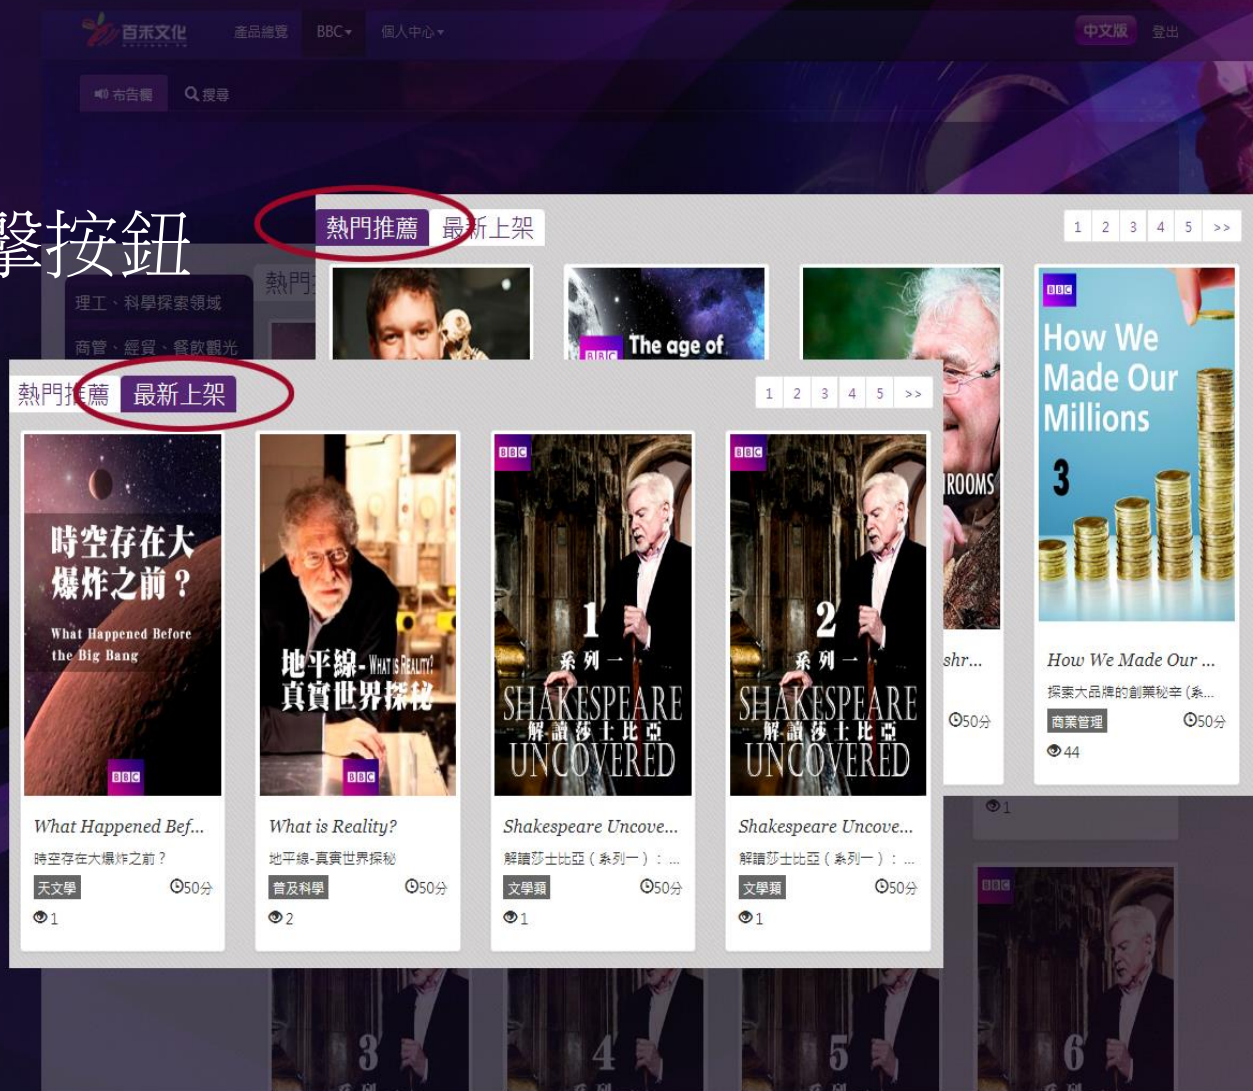 百禾文化
產品總覽 BBC 個人中心 中文版 登出
布告欄 搜尋
擊按鈕
熱門推薦 最新上架 1 2 3 4 5 >>
理工、科學探索領域
商管、經貿、餐飲觀光
BBC The age of
BBC
How We
Made Our
Millions
3
ROOMS
shr...
50分
How We Made Our ...
探索大品牌的創業秘辛 (系...
商業管理 50分
44
熱門推薦 最新上架 1 2 3 4 5 >>
時空存在大
爆炸之前？
What Happened Before
the Big Bang
BBC
地平線-WHAT IS REALITY?
真實世界探秘
BBC
BBC
1
系列一
SHAKESPEARE
解讀莎士比亞
UNCOVERED
BBC
2
系列一
SHAKESPEARE
解讀莎士比亞
UNCOVERED
What Happened Bef...
時空存在大爆炸之前？
天文學 50分
1
What is Reality?
地平線-真實世界探秘
普及科學 50分
2
Shakespeare Uncove...
解讀莎士比亞（系列一）：...
文學類 50分
1
Shakespeare Uncove...
解讀莎士比亞（系列一）：...
文學類 50分
1
1
BBC
3
系列
4
系列
5
系列
6
系列